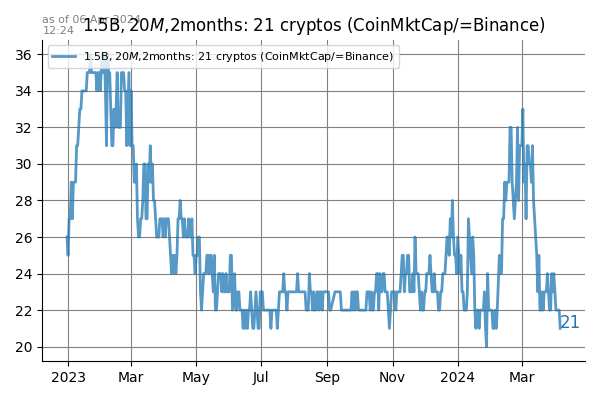 as of 06 Apr 2024
12:24
1.5B, 20M,2months: 21 cryptos (CoinMktCap/=Binance)
1.5B, 20M,2months: 21 cryptos (CoinMktCap/=Binance)
36
34
32
30
28
26
24
22
20
21
2023 Mar May Jul Sep Nov 2024 Mar